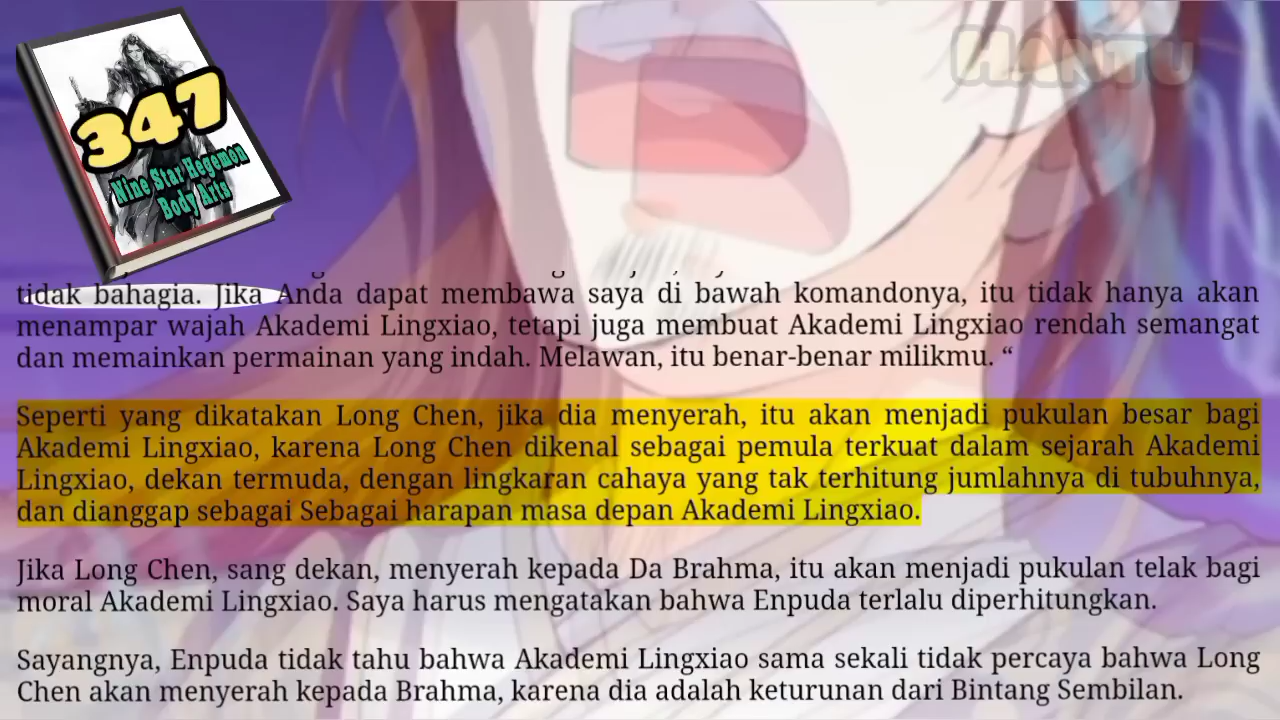 HANTU
347
Nine Star Hegemon
Body Arts
tidak bahagia. Jika Anda dapat membawa saya di bawah komandonya, itu tidak hanya akan
menampar wajah Akademi Lingxiao, tetapi juga membuat Akademi Lingxiao rendah semangat
dan memainkan permainan yang indah. Melawan, itu benar-benar milikmu. “
Seperti yang dikatakan Long Chen, jika dia menyerah, itu akan menjadi pukulan besar bagi
Akademi Lingxiao, karena Long Chen dikenal sebagai pemula terkuat dalam sejarah Akademi
Lingxiao, dekan termuda, dengan lingkaran cahaya yang tak terhitung jumlahnya di tubuhnya,
dan dianggap sebagai Sebagai harapan masa depan Akademi Lingxiao.
Jika Long Chen, sang dekan, menyerah kepada Da Brahma, itu akan menjadi pukulan telak bagi
moral Akademi Lingxiao. Saya harus mengatakan bahwa Enpuda terlalu diperhitungkan.
Sayangnya, Enpuda tidak tahu bahwa Akademi Lingxiao sama sekali tidak percaya bahwa Long
Chen akan menyerah kepada Brahma, karena dia adalah keturunan dari Bintang Sembilan.